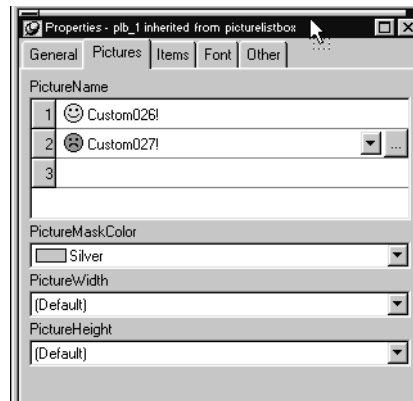 Properties - plb_1 inherited from picturelistbox
General Pictures Items Font Other
PictureName
1 Custom026!
2 Custom027! ...
3
PictureMaskColor
Silver
PictureWidth
(Default)
PictureHeight
(Default)